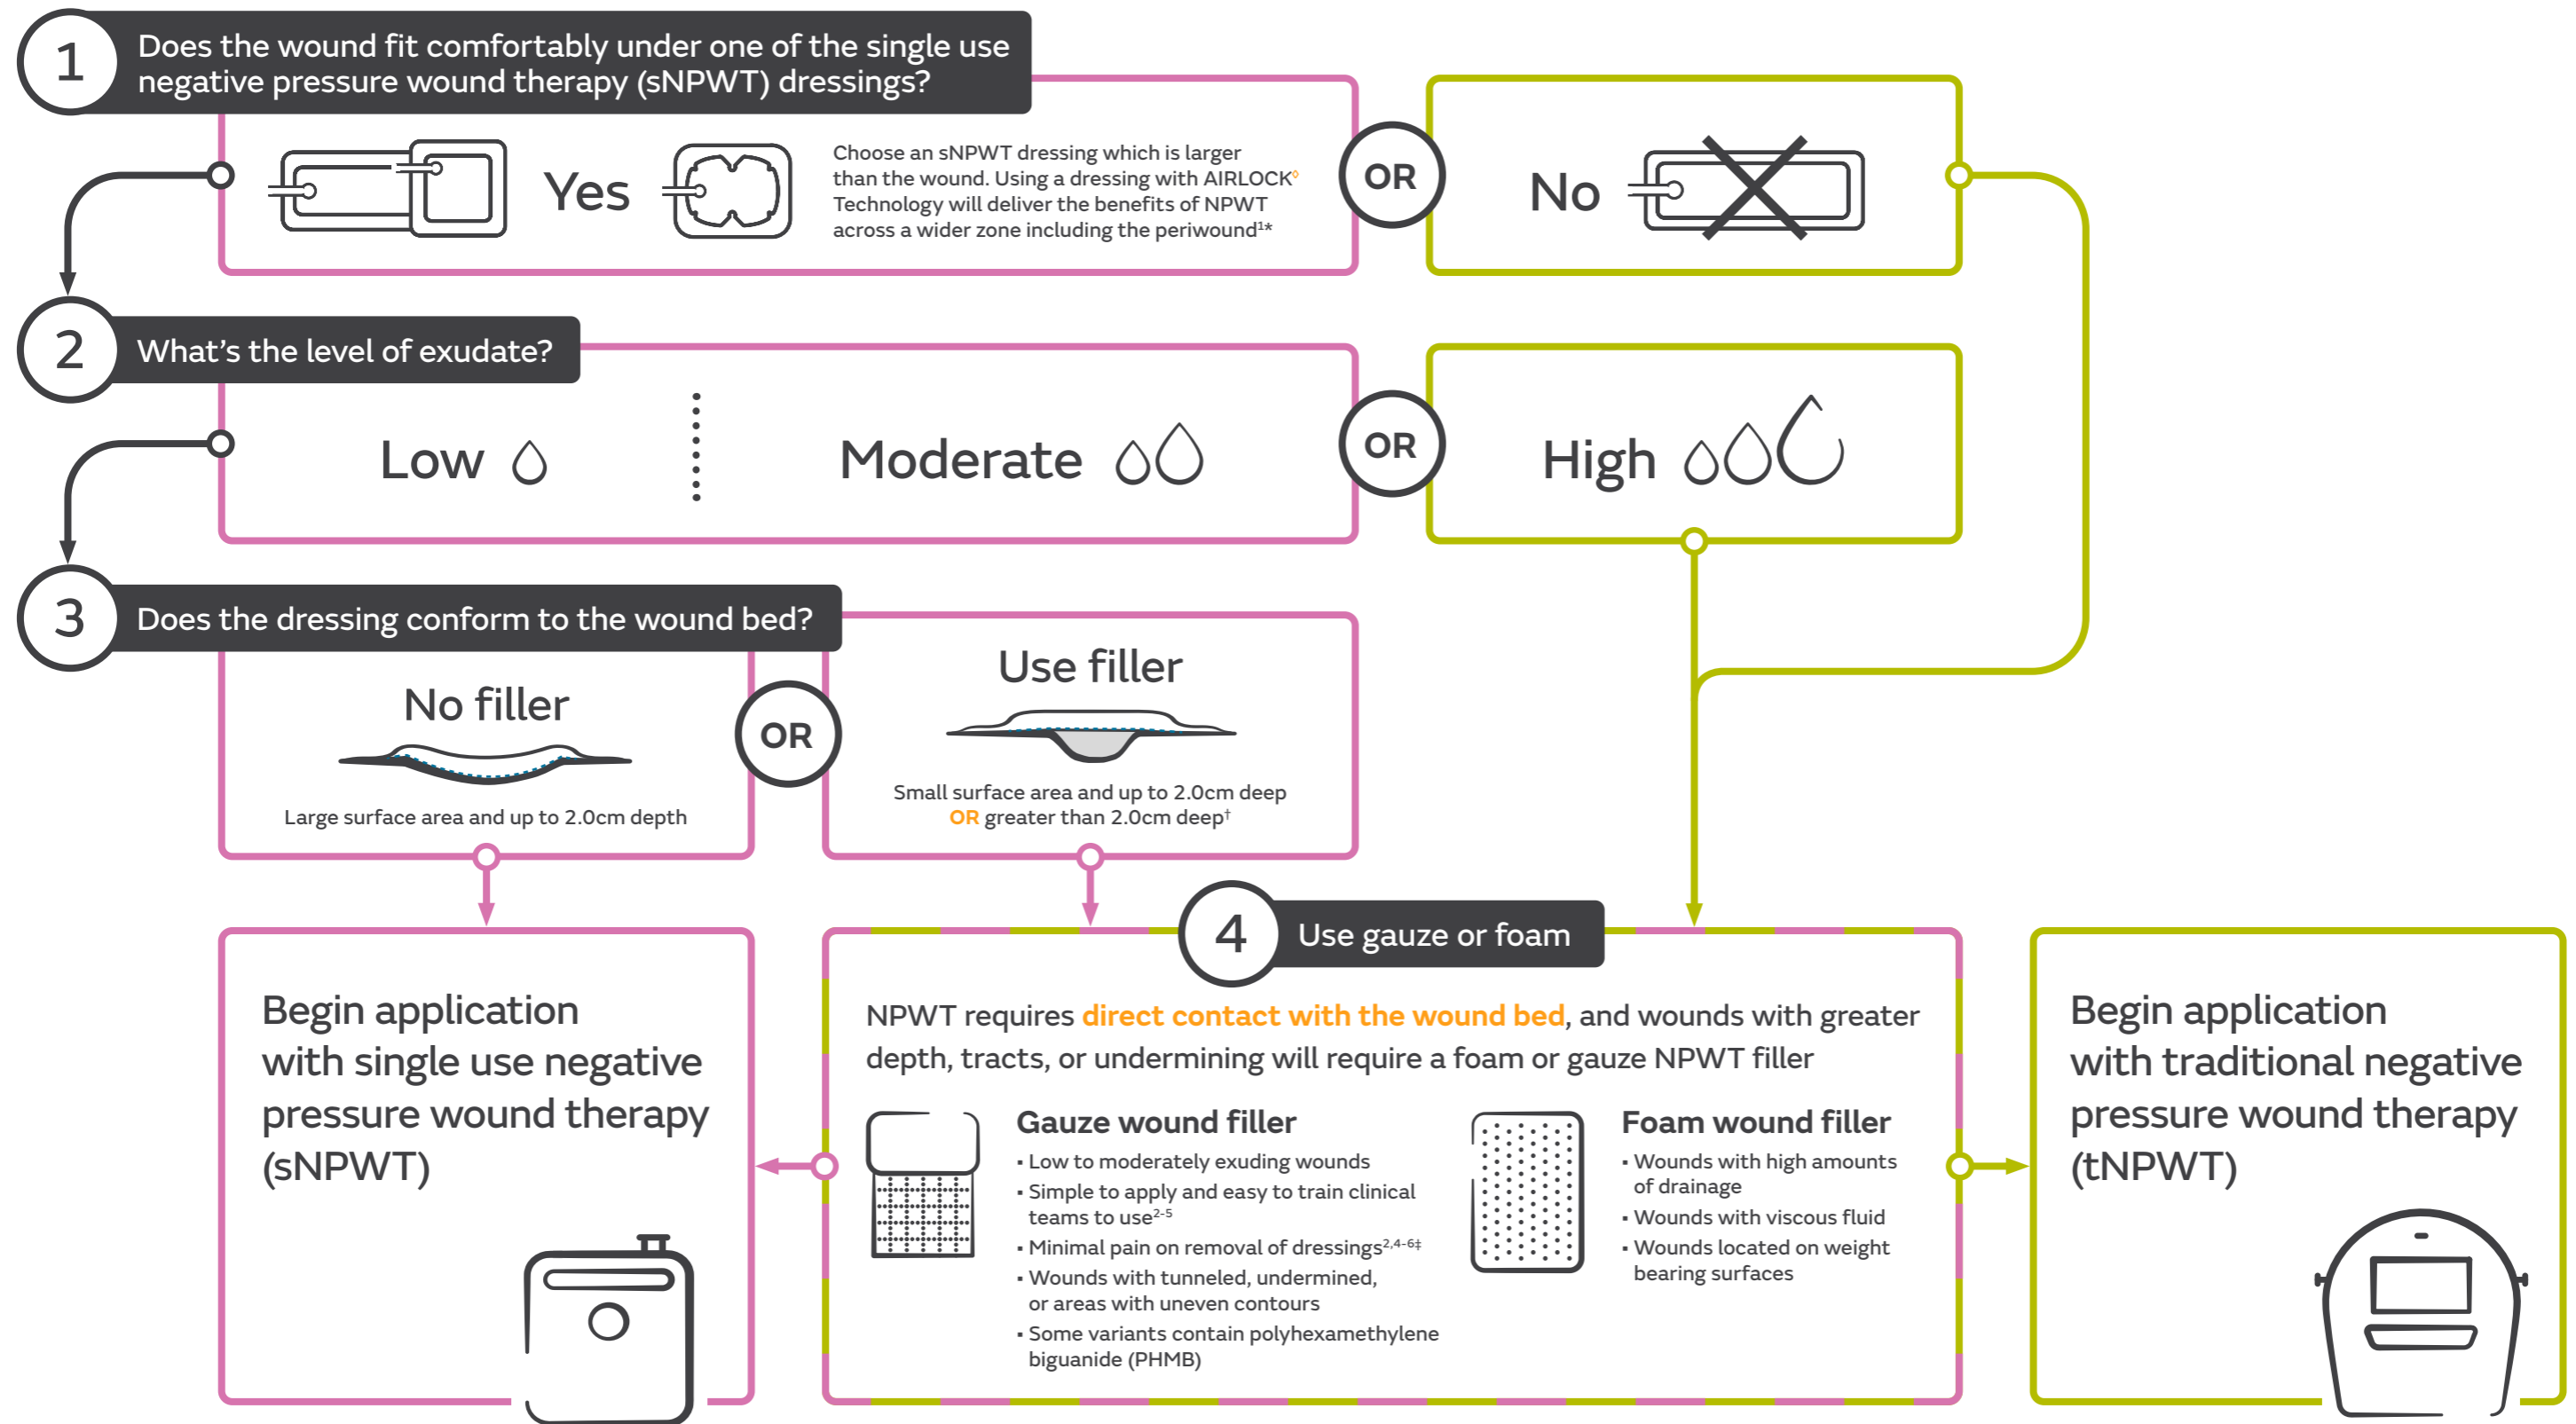 1
Does the wound fit comfortably under one of the single use
negative pressure wound therapy (sNPWT) dressings?
Yes
Choose an sNPWT dressing which is larger
than the wound. Using a dressing with AIRLOCK◊
Technology will deliver the benefits of NPWT
across a wider zone including the periwound¹*
OR
No
2
What's the level of exudate?
Low
Moderate
OR
High
3
Does the dressing conform to the wound bed?
No filler
Large surface area and up to 2.0cm depth
OR
Use filler
Small surface area and up to 2.0cm deep
OR greater than 2.0cm deep†
Begin application
with single use negative
pressure wound therapy
(sNPWT)
4
Use gauze or foam
NPWT requires direct contact with the wound bed, and wounds with greater
depth, tracts, or undermining will require a foam or gauze NPWT filler
Gauze wound filler
▪ Low to moderately exuding wounds
▪ Simple to apply and easy to train clinical
teams to use²⁻⁵
▪ Minimal pain on removal of dressings²,⁴⁻⁶‡
▪ Wounds with tunneled, undermined,
or areas with uneven contours
▪ Some variants contain polyhexamethylene
biguanide (PHMB)
Foam wound filler
▪ Wounds with high amounts
of drainage
▪ Wounds with viscous fluid
▪ Wounds located on weight
bearing surfaces
Begin application
with traditional negative
pressure wound therapy
(tNPWT)